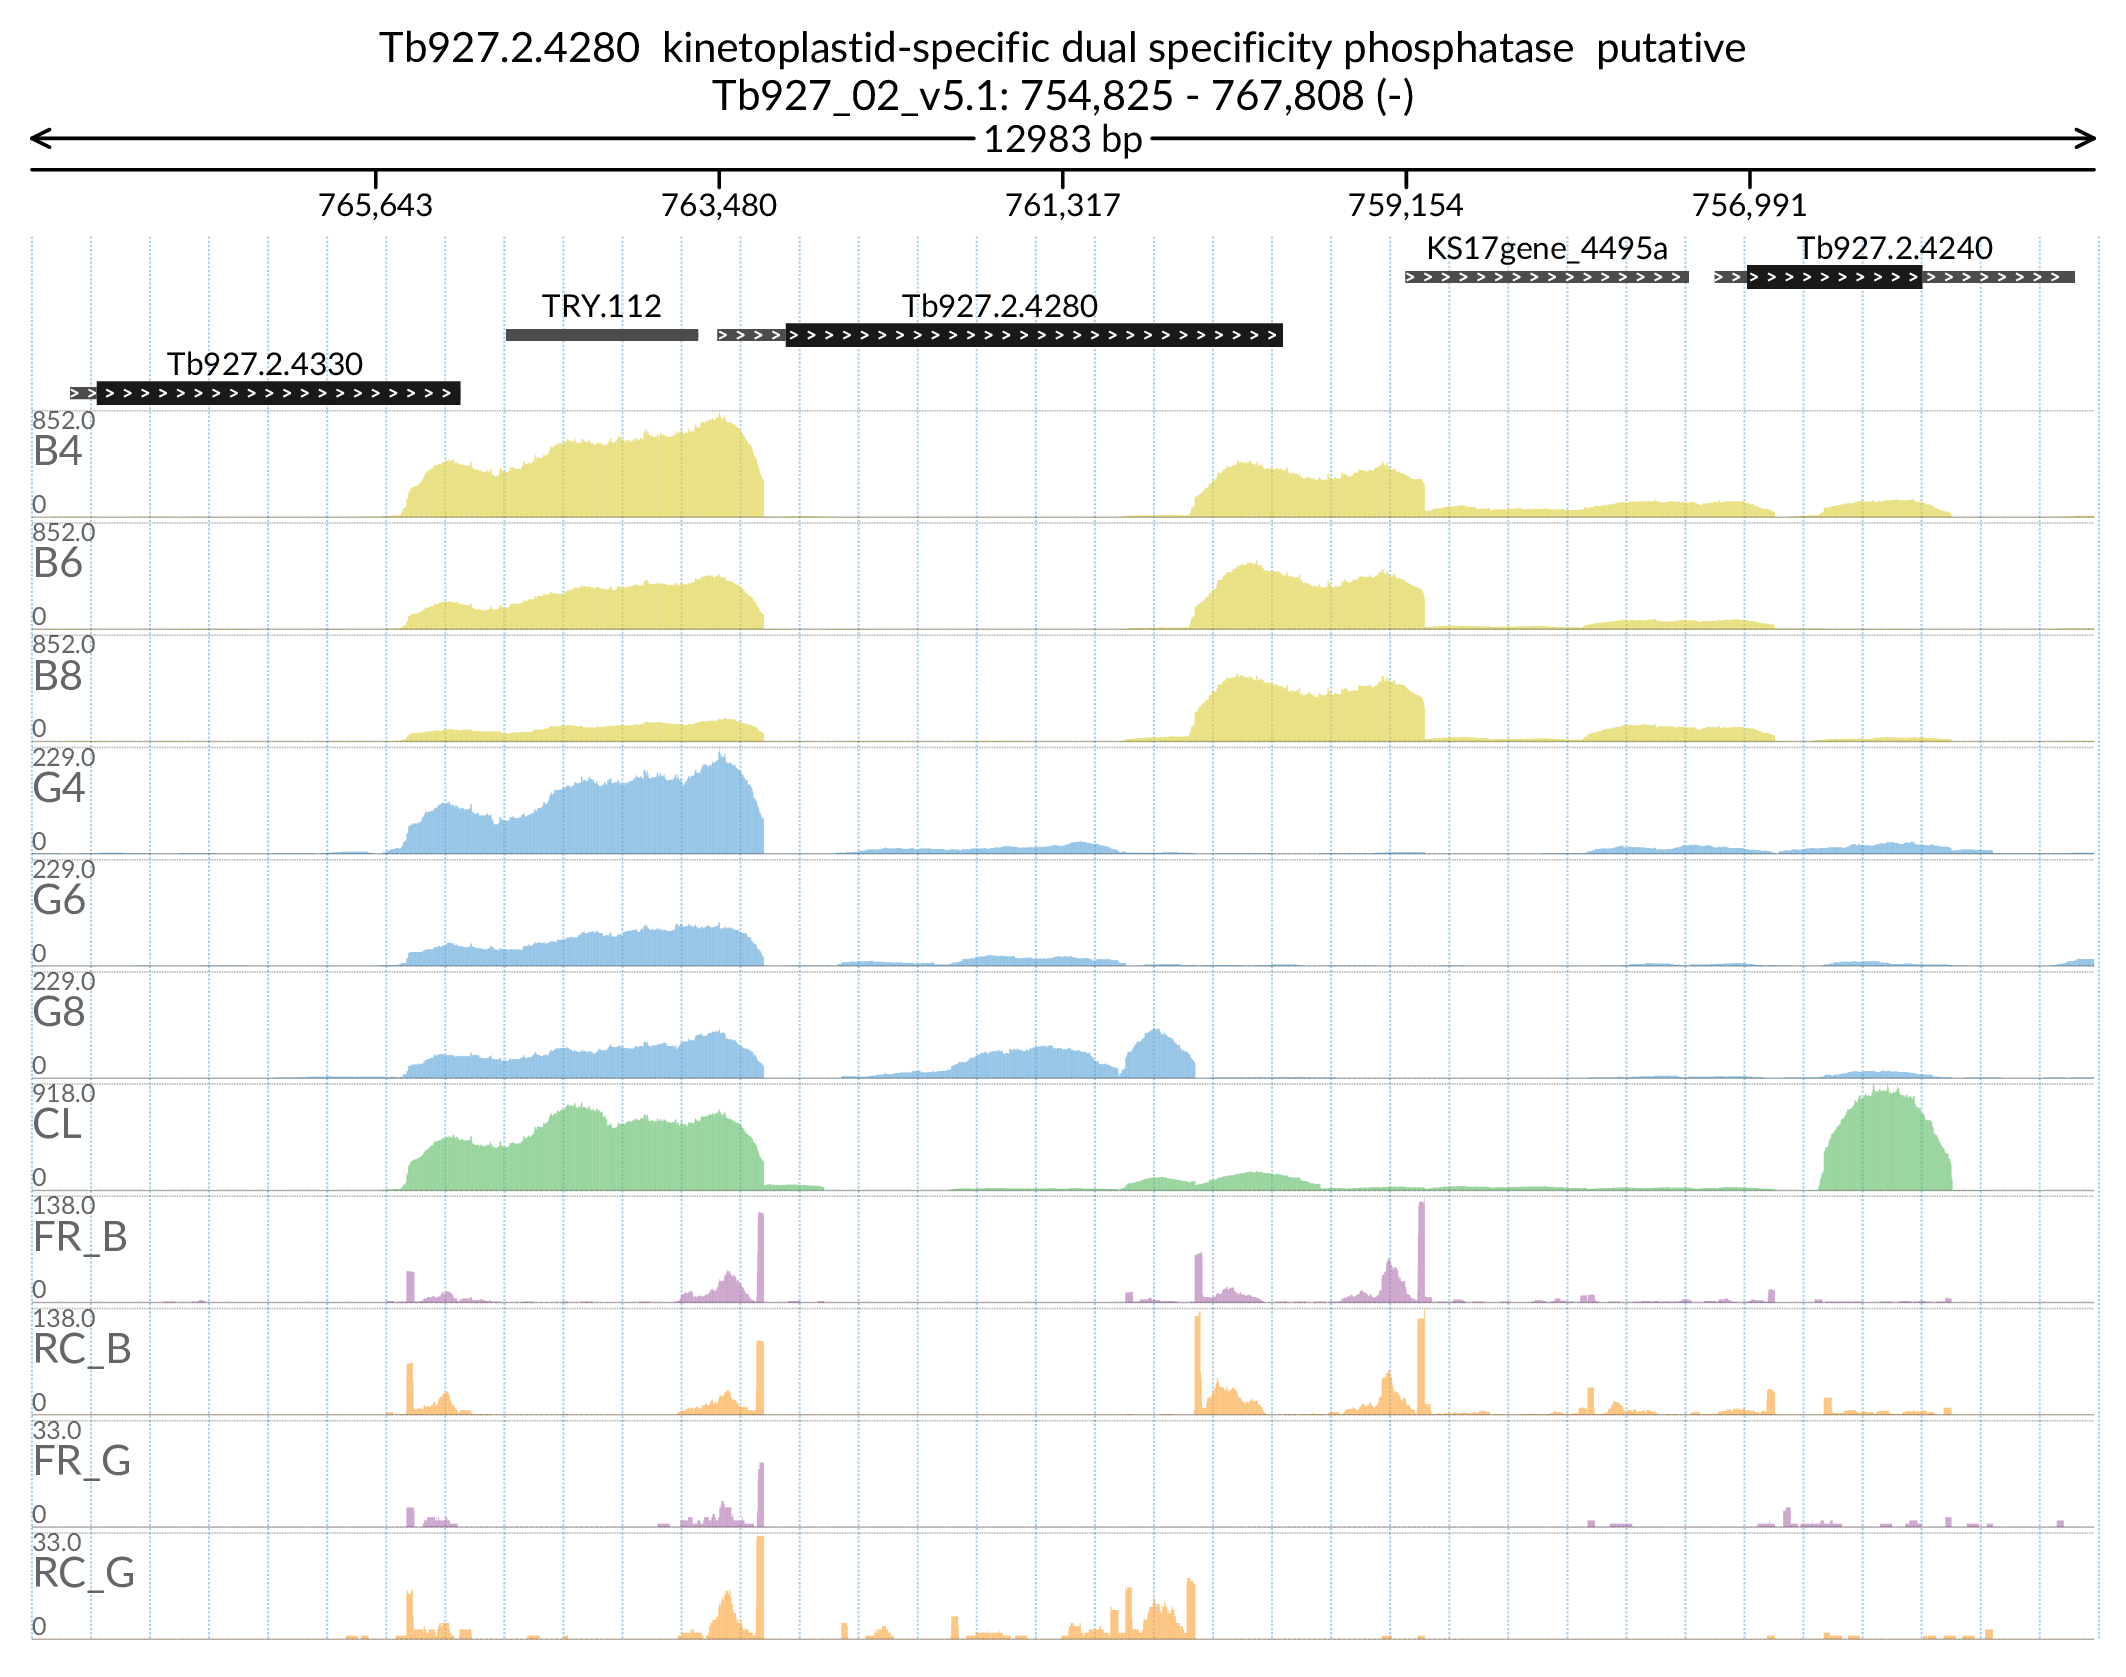 Tb927.2.4280 kinetoplastid-specific dual specificity phosphatase putative
Tb927_02_v5.1: 754,825 - 767,808 (-)
12983 bp
765,643 763,480 761,317 759,154 756,991
KS17gene_4495a Tb927.2.4240
TRY.112 Tb927.2.4280
Tb927.2.4330
852.0
B4
0
852.0
B6
0
852.0
B8
0
229.0
G4
0
229.0
G6
0
229.0
G8
0
918.0
CL
0
138.0
FR_B
0
138.0
RC_B
0
33.0
FR_G
0
33.0
RC_G
0